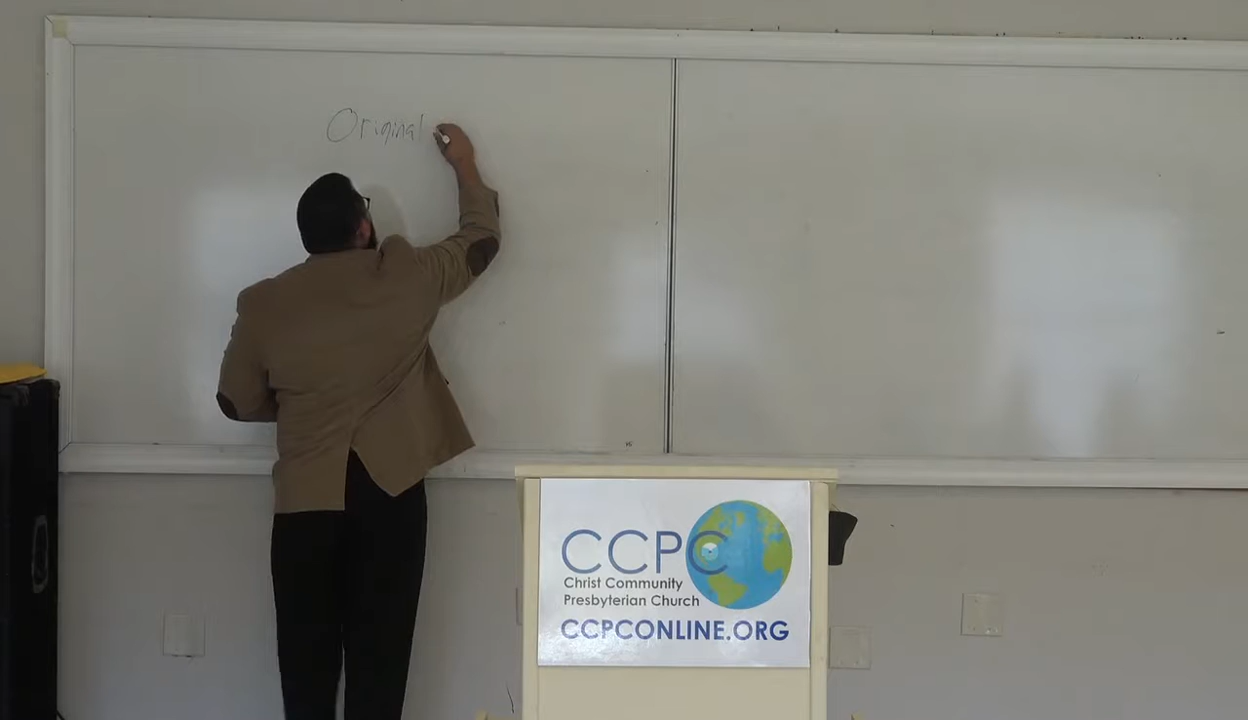 Original
CCPC
Christ Community
Presbyterian Church
CCPCONLINE.ORG